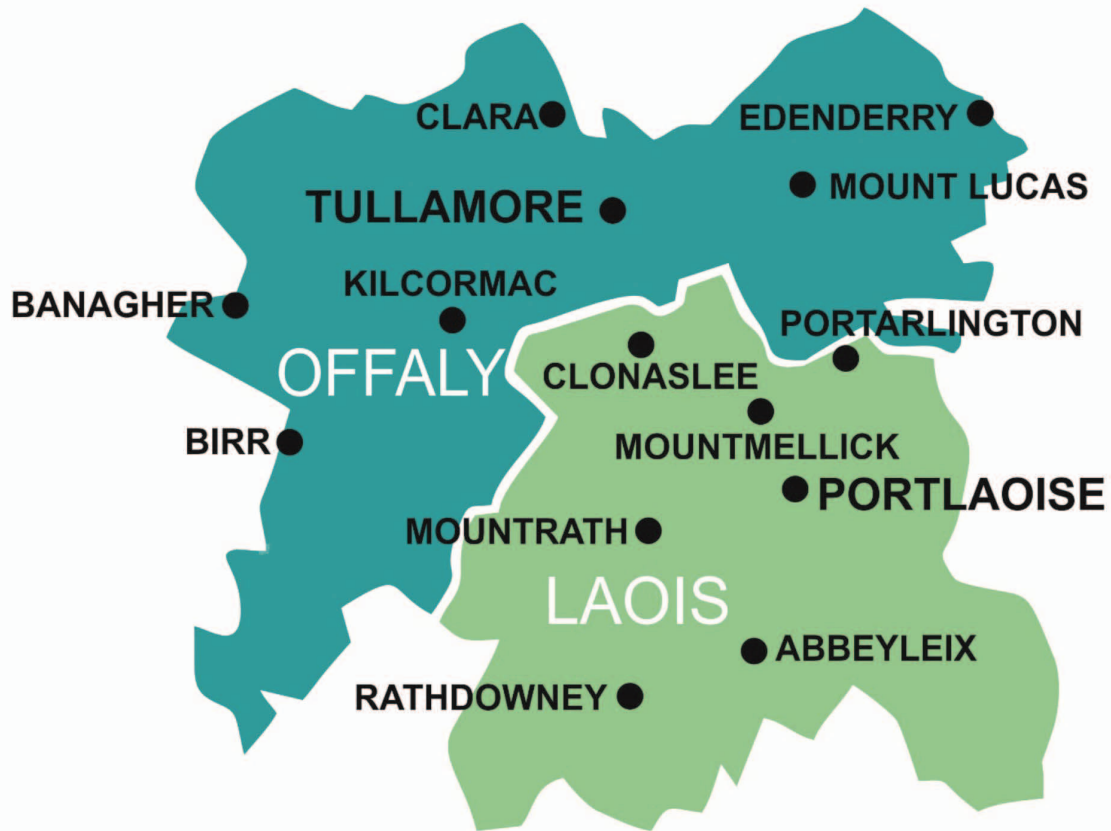 CLARA
EDENDERRY
MOUNT LUCAS
TULLAMORE
KILCORMAC
BANAGHER
PORTARLINGTON
OFFALY
CLONASLEE
BIRR
MOUNTMELLICK
PORTLAOISE
MOUNTRATH
LAOIS
ABBEYLEIX
RATHDOWNEY